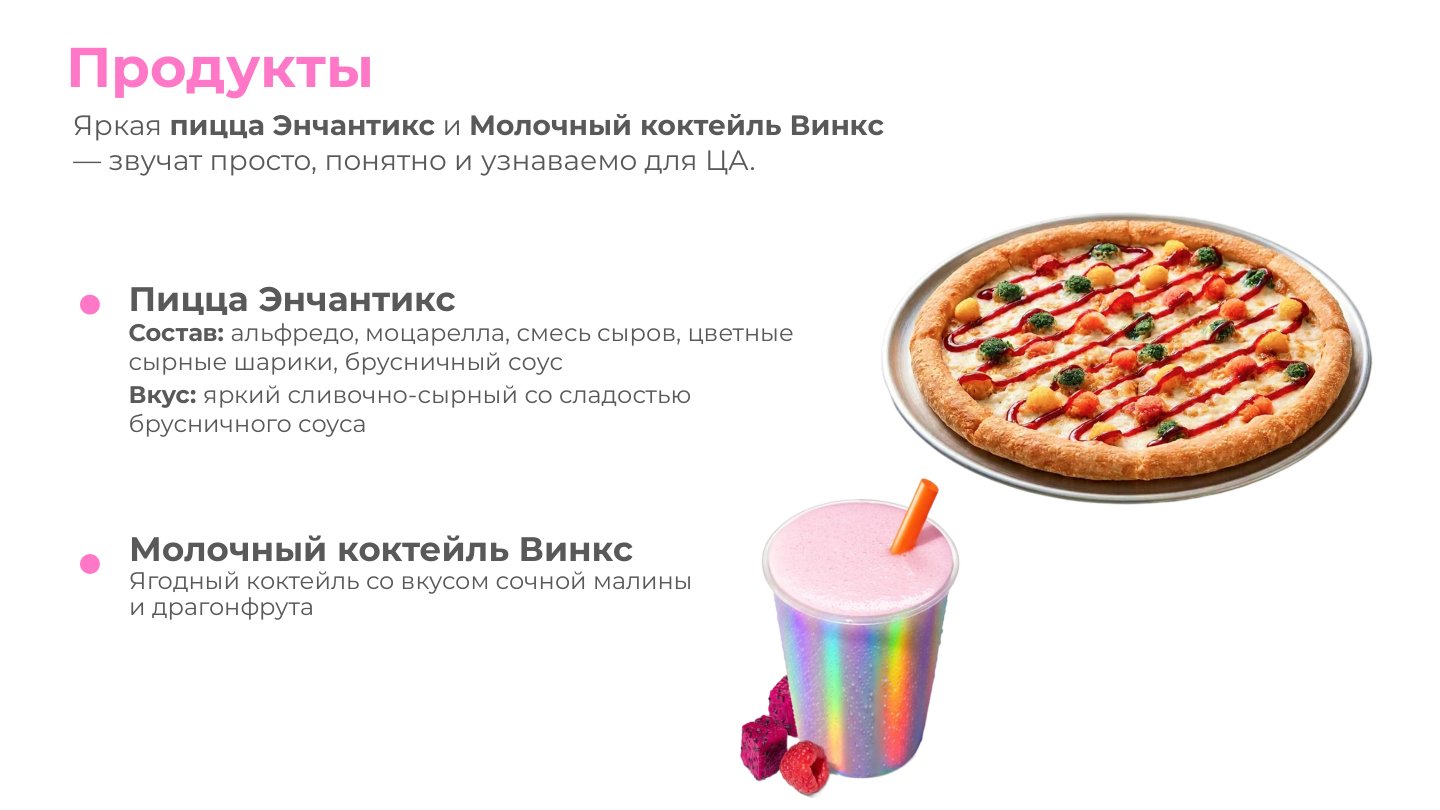 Продукты
Яркая пицца Энчантикс и Молочный коктейль Винкс
— звучат просто, понятно и узнаваемо для ЦА.
Пицца Энчантикс
Состав: альфредо, моцарелла, смесь сыров, цветные
сырные шарики, брусничный соус
Вкус: яркий сливочно-сырный со сладостью
брусничного соуса
Молочный коктейль Винкс
Ягодный коктейль со вкусом сочной малины
и драгонфрута